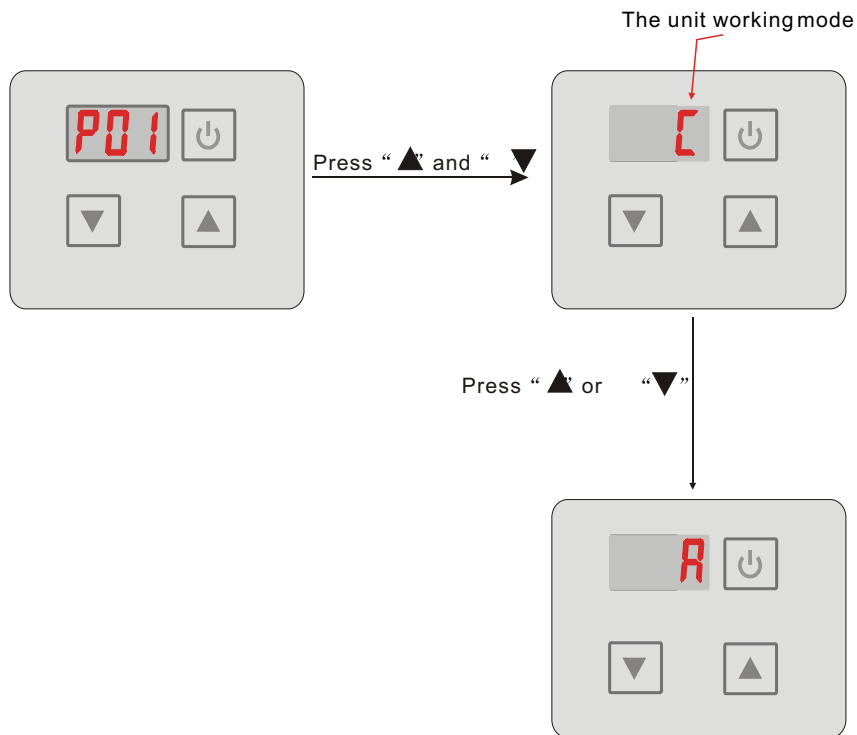 The unit working mode
P01
C
Press “▲” and “▼
Press “▲” or “▼”
A